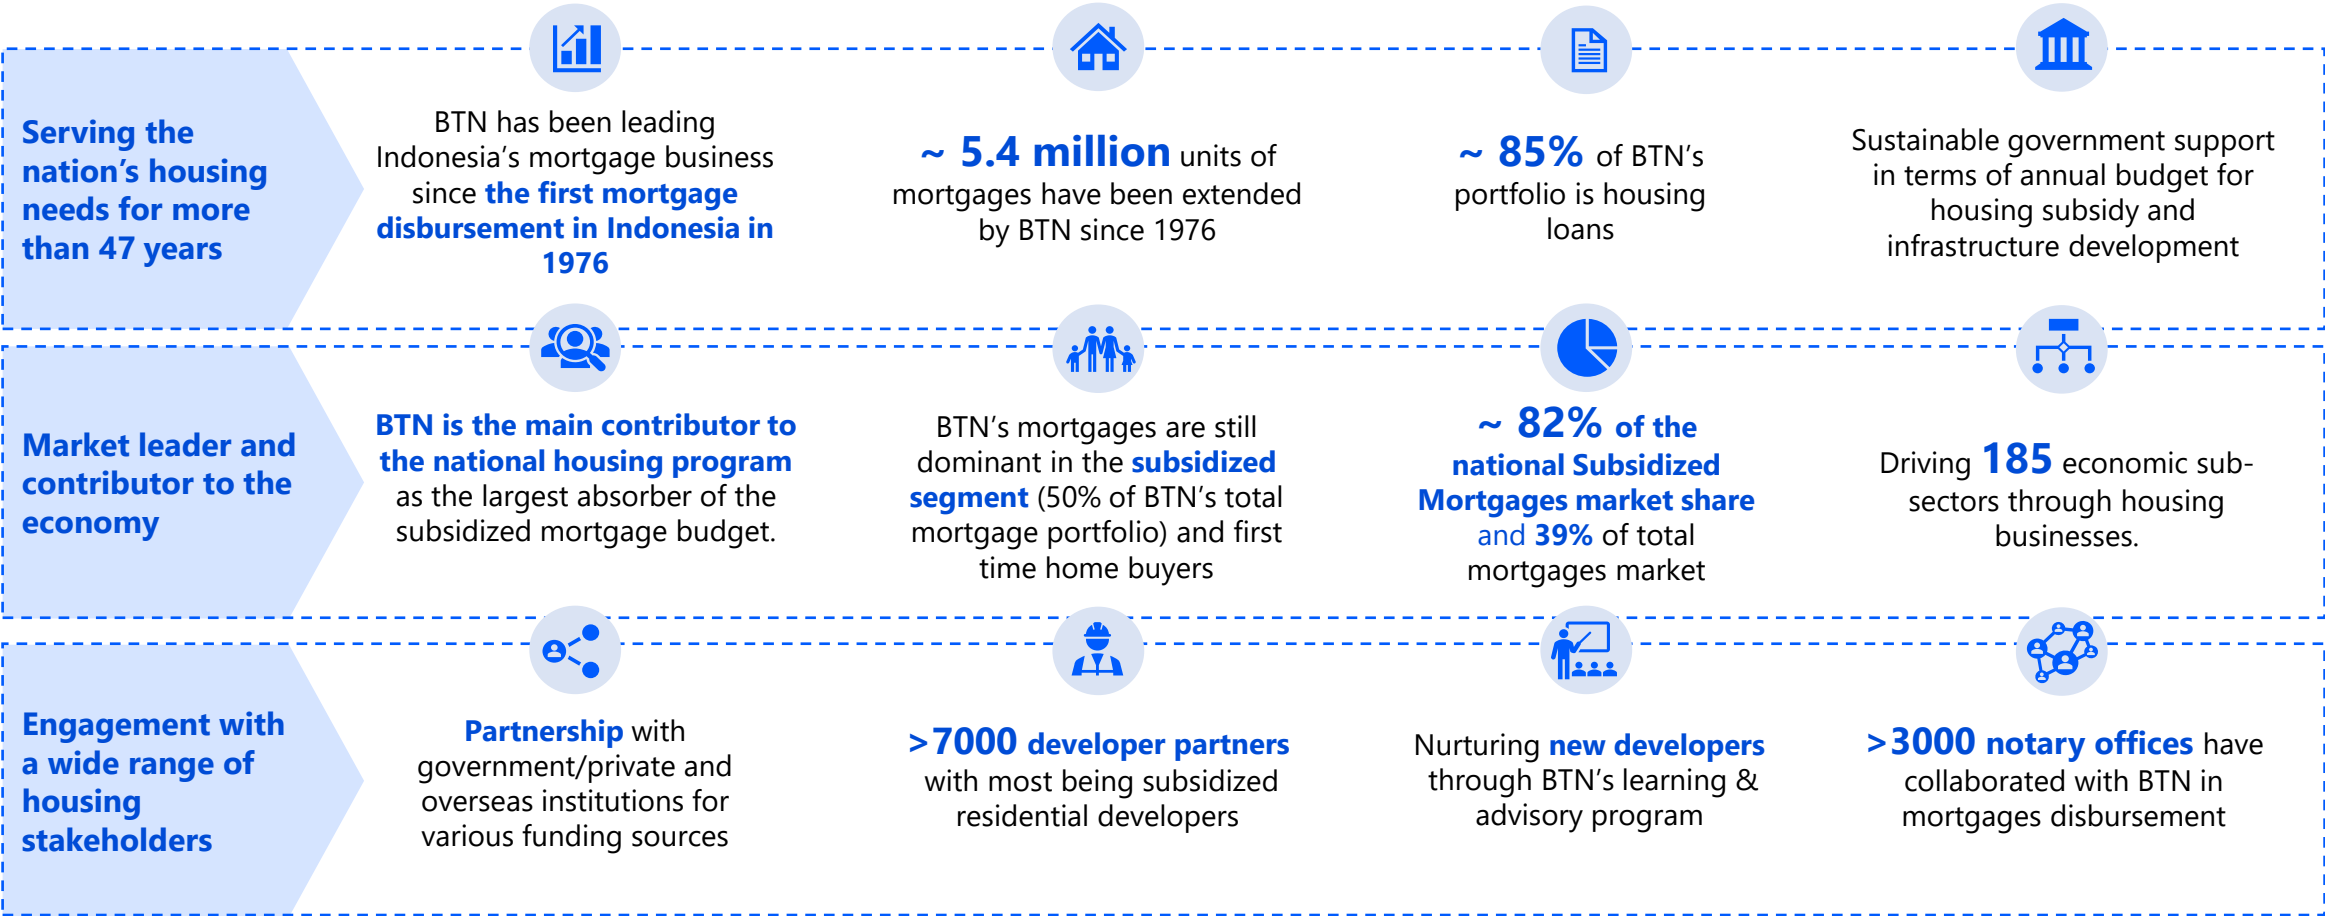 Serving the
nation’s housing
needs for more
than 47 years
BTN has been leading
Indonesia’s mortgage business
since the first mortgage
disbursement in Indonesia in
1976
~ 5.4 million units of
mortgages have been extended
by BTN since 1976
~ 85% of BTN’s
portfolio is housing
loans
Sustainable government support
in terms of annual budget for
housing subsidy and
infrastructure development
Market leader and
contributor to the
economy
BTN is the main contributor to
the national housing program
as the largest absorber of the
subsidized mortgage budget.
BTN’s mortgages are still
dominant in the subsidized
segment (50% of BTN’s total
mortgage portfolio) and first
time home buyers
~ 82% of the
national Subsidized
Mortgages market share
and 39% of total
mortgages market
Driving 185 economic sub-
sectors through housing
businesses.
Engagement with
a wide range of
housing
stakeholders
Partnership with
government/private and
overseas institutions for
various funding sources
>7000 developer partners
with most being subsidized
residential developers
Nurturing new developers
through BTN’s learning &
advisory program
>3000 notary offices have
collaborated with BTN in
mortgages disbursement